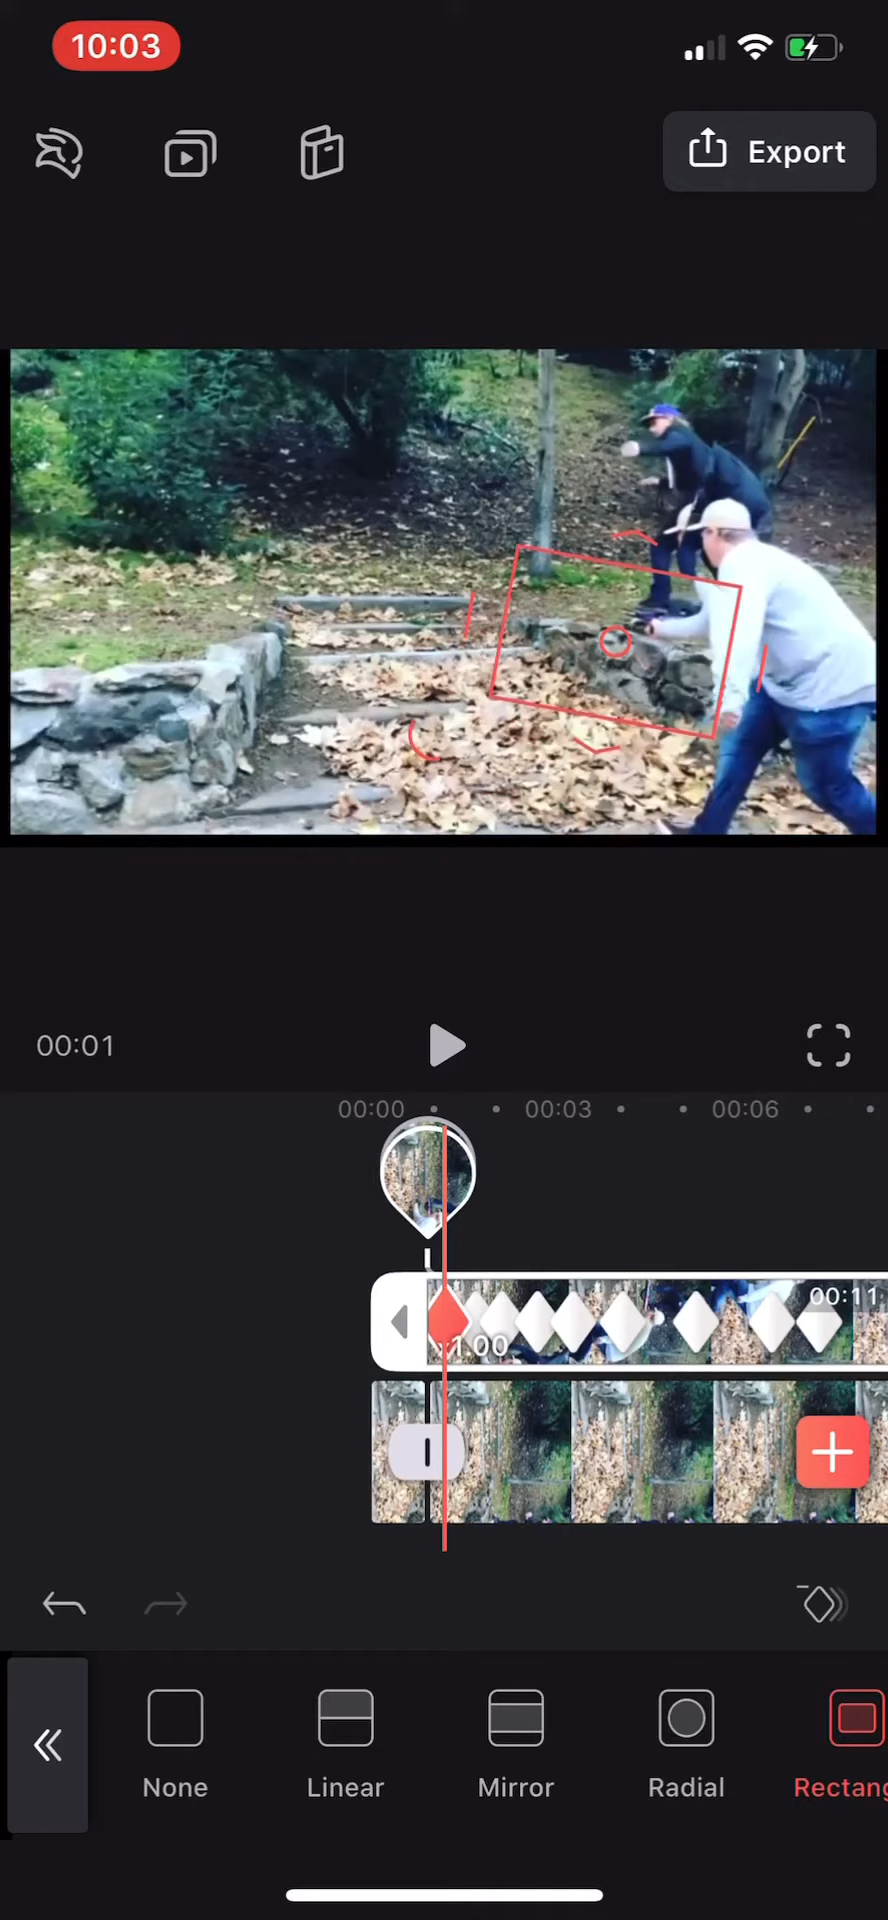 10:03
Export
00:01
00:00
00:03
00:06
00:11
1.00
None
Linear
Mirror
Radial
Rectang